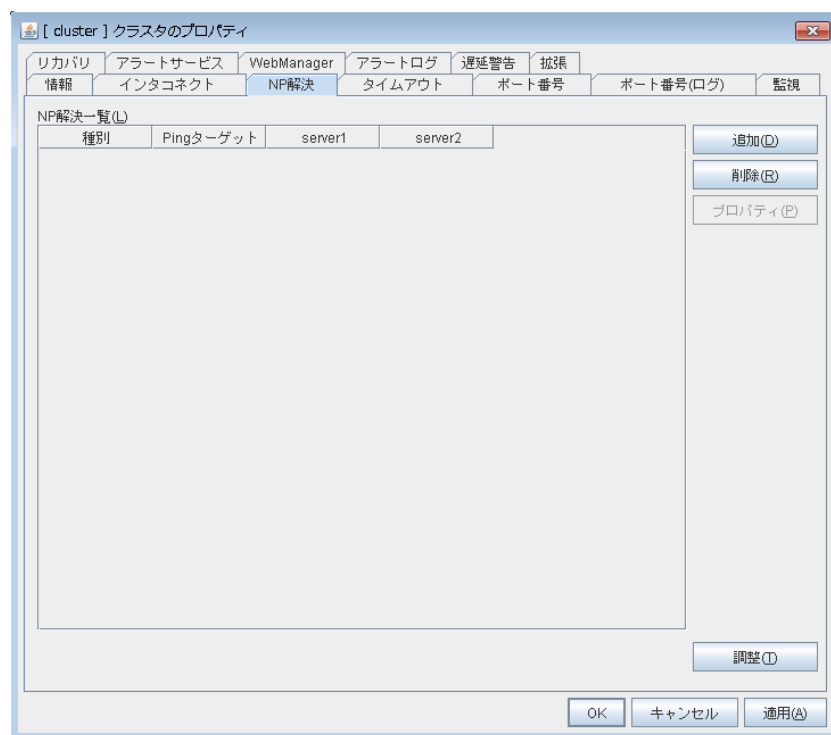 [ cluster ] クラスタのプロパティ
リカバリ アラートサービス WebManager アラートログ 遅延警告 拡張
情報 インタコネクト NP解決 タイムアウト ポート番号 ポート番号(ログ) 監視
NP解決一覧(L)
種別 Pingターゲット server1 server2
追加(D)
削除(R)
プロパティ(P)
調整(T)
OK キャンセル 適用(A)